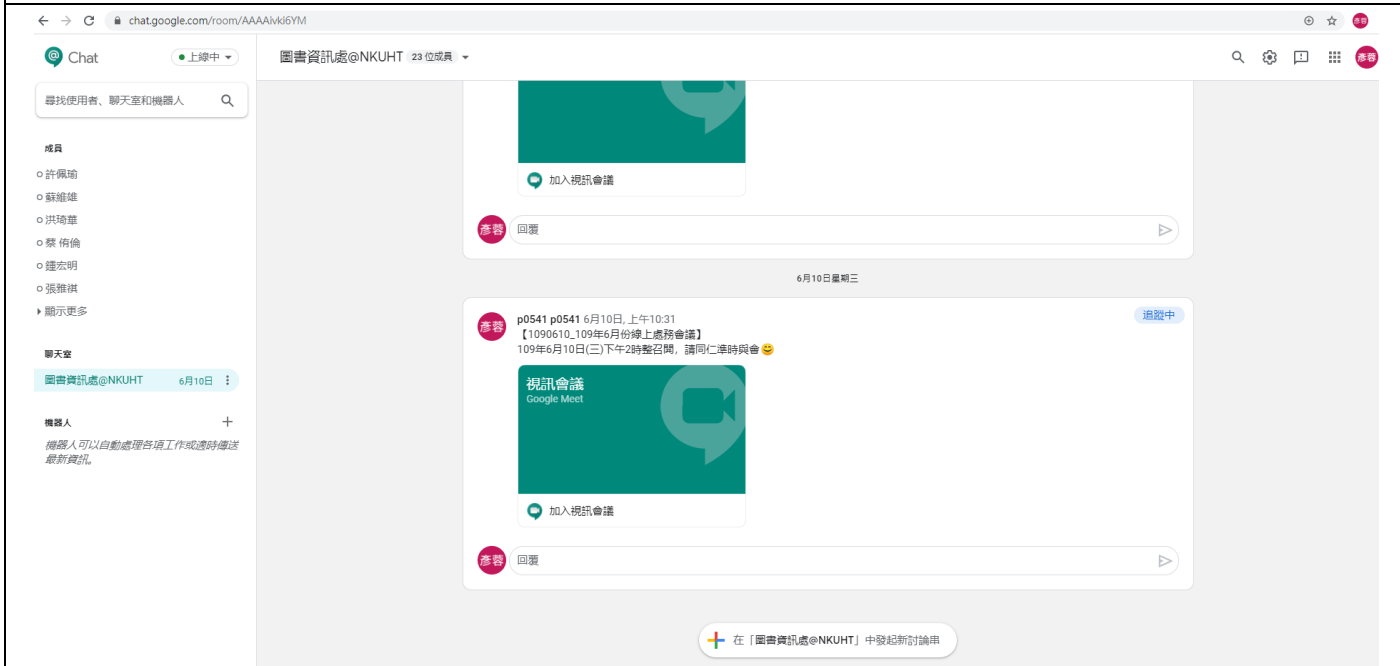 chat.google.com/room/AAAAivki6YM
彥蓉
Chat
上線中
圖書資訊處@NKUHT 23 位成員
彥蓉
尋找使用者、聊天室和機器人
成員
許佩瑜
蘇維雄
洪琦華
蔡 侑倫
鍾宏明
張雅祺
顯示更多
聊天室
圖書資訊處@NKUHT 6月10日
機器人
機器人可以自動處理各項工作或適時傳送
最新資訊。
加入視訊會議
彥蓉 回覆
6月10日星期三
彥蓉
p0541 p0541 6月10日, 上午10:31
追蹤中
【1090610_109年6月份線上處務會議】
109年6月10日(三)下午2時整召開，請同仁準時與會
視訊會議
Google Meet
加入視訊會議
彥蓉 回覆
在「圖書資訊處@NKUHT」中發起新討論串